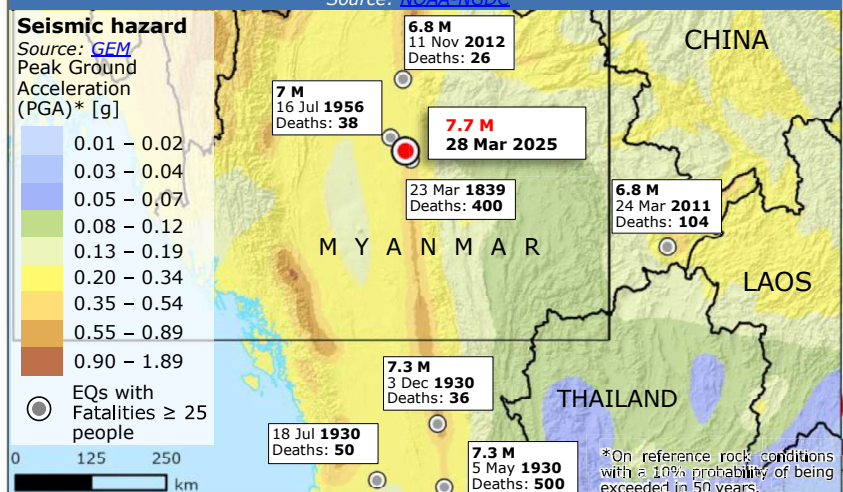 Source: NOAA-NGDC
Seismic hazard
Source: GEM
Peak Ground
Acceleration
(PGA)* [g]
0.01 – 0.02
0.03 – 0.04
0.05 – 0.07
0.08 – 0.12
0.13 – 0.19
0.20 – 0.34
0.35 – 0.54
0.55 – 0.89
0.90 – 1.89
EQs with
Fatalities ≥ 25
people
0 125 250
km
6.8 M
11 Nov 2012
Deaths: 26
CHINA
7 M
16 Jul 1956
Deaths: 38
7.7 M
28 Mar 2025
23 Mar 1839
Deaths: 400
6.8 M
24 Mar 2011
Deaths: 104
MYANMAR
LAOS
7.3 M
3 Dec 1930
Deaths: 36
THAILAND
18 Jul 1930
Deaths: 50
7.3 M
5 May 1930
Deaths: 500
*On reference rock conditions
with a 10% probability of being
exceeded in 50 years.